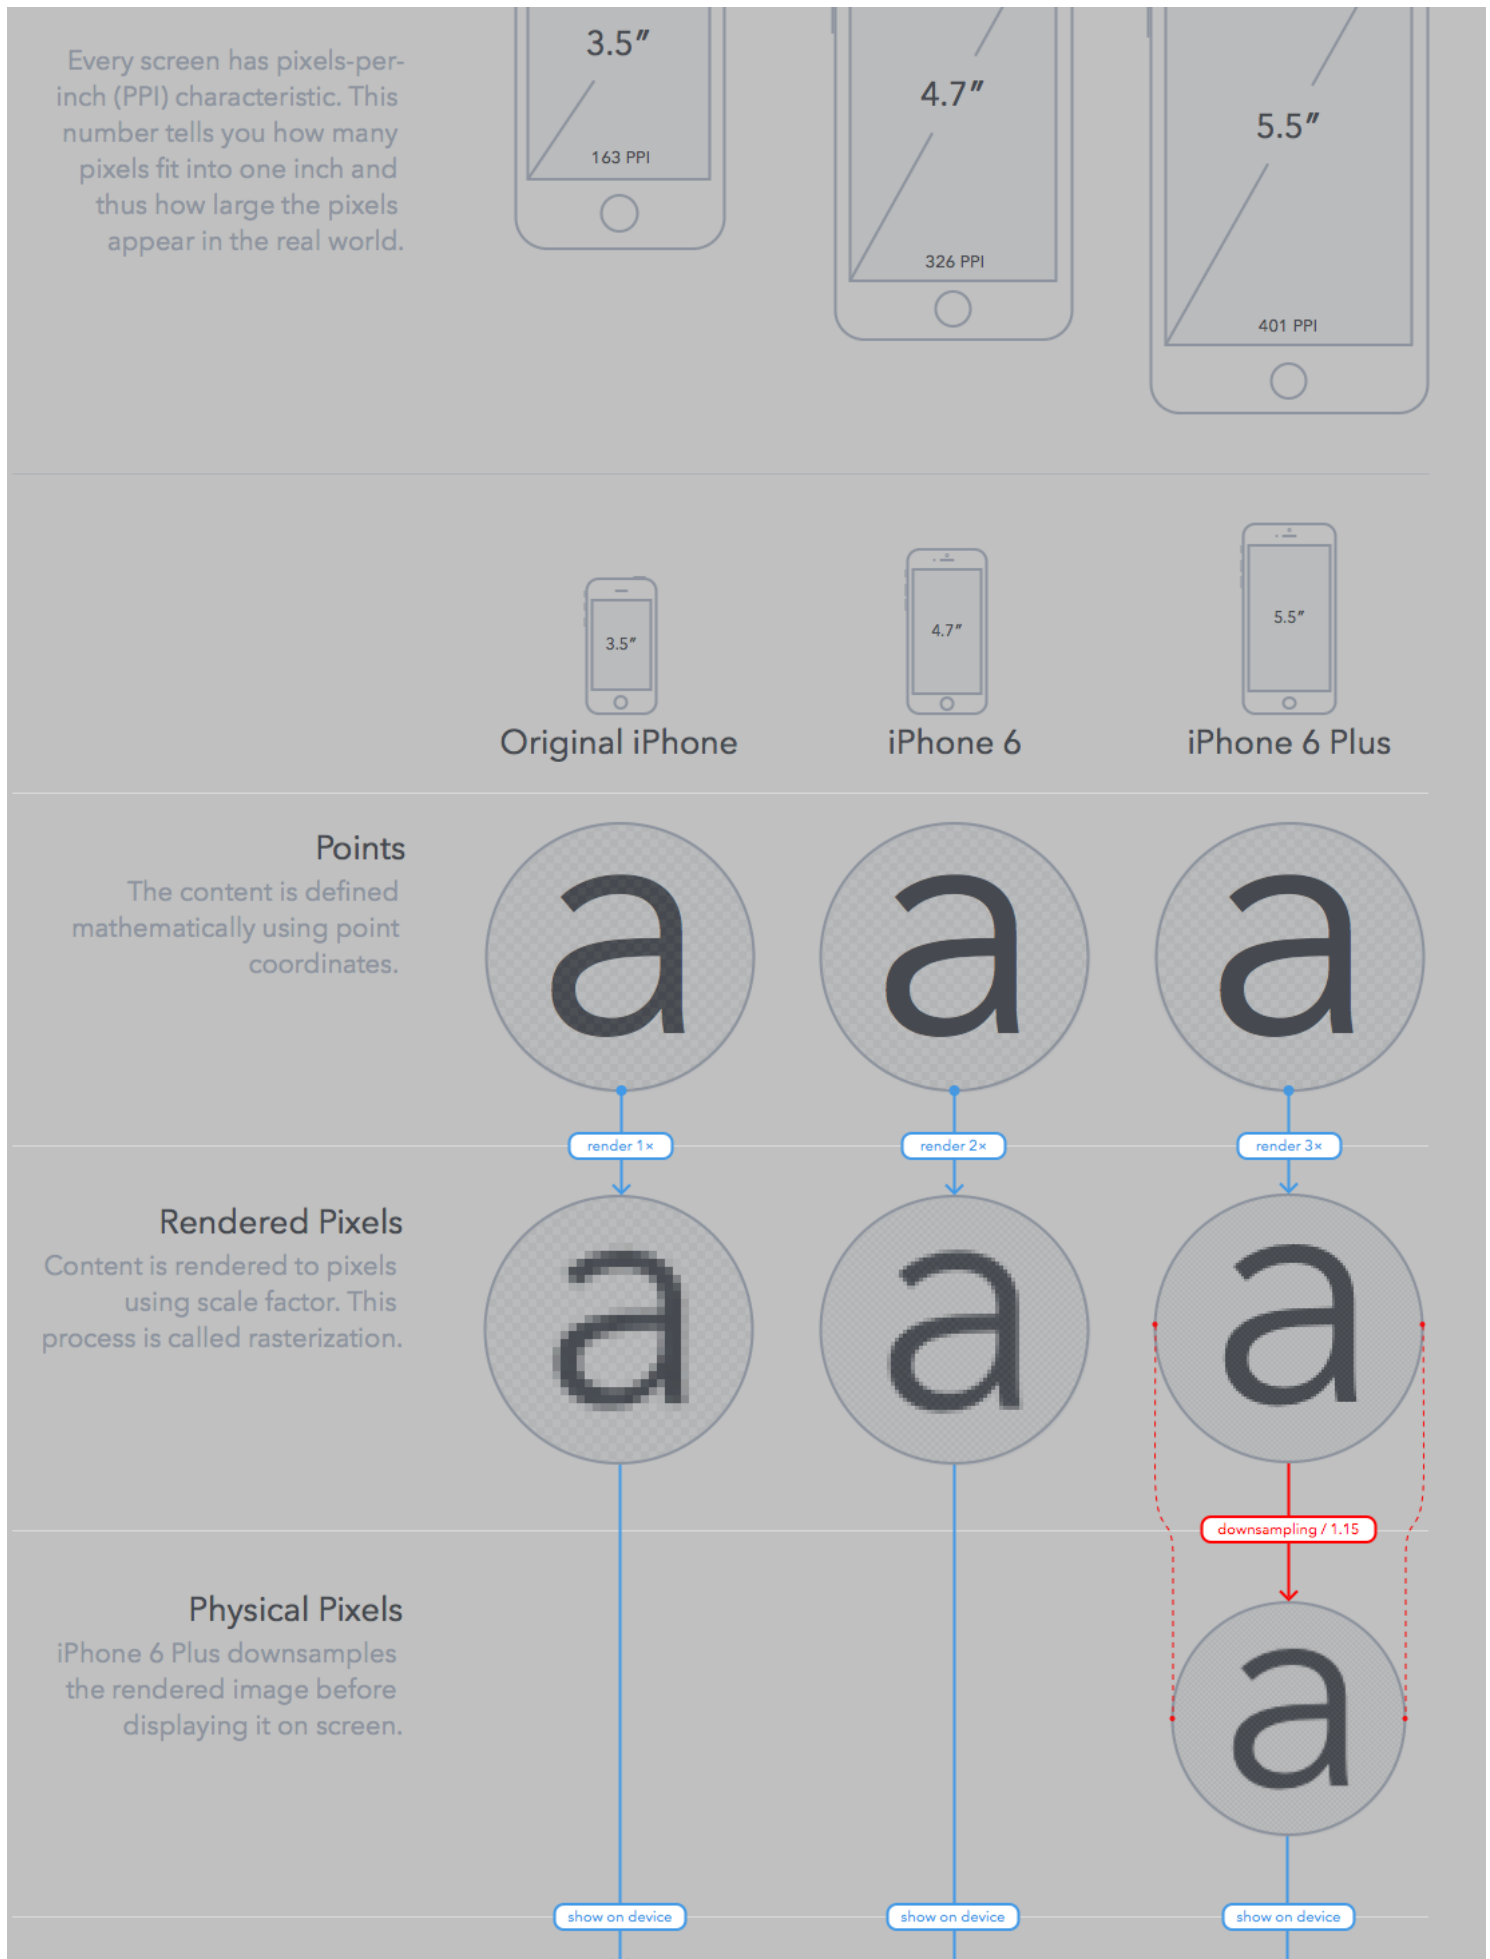 Every screen has pixels-per-
inch (PPI) characteristic. This
number tells you how many
pixels fit into one inch and
thus how large the pixels
appear in the real world.
3.5″
163 PPI
4.7″
326 PPI
5.5″
401 PPI
3.5″
4.7″
5.5″
Original iPhone
iPhone 6
iPhone 6 Plus
Points
The content is defined
mathematically using point
coordinates.
a
a
a
render 1×
render 2×
render 3×
Rendered Pixels
Content is rendered to pixels
using scale factor. This
process is called rasterization.
a
a
a
downsampling / 1.15
Physical Pixels
iPhone 6 Plus downsamples
the rendered image before
displaying it on screen.
a
show on device
show on device
show on device